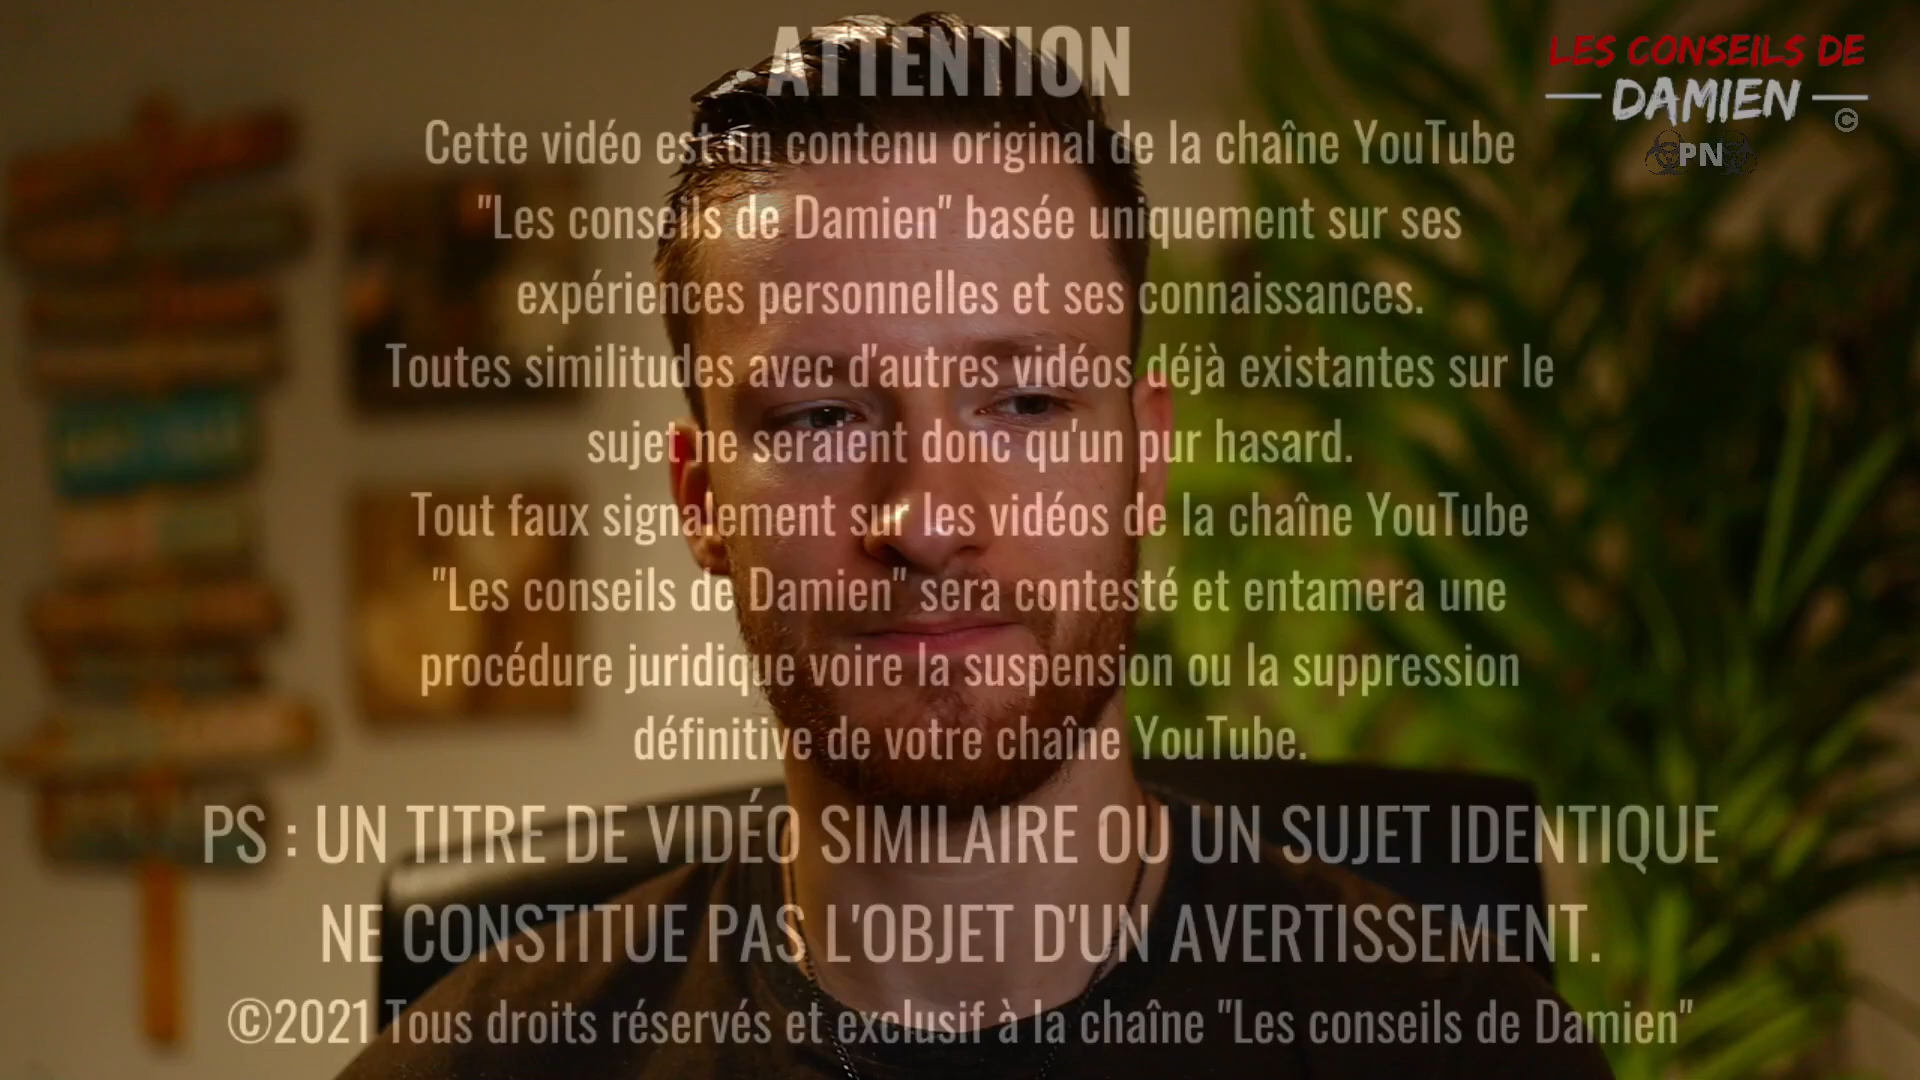 ATTENTION
LES CONSEILS DE
DAMIEN
©
PN
Cette vidéo est un contenu original de la chaîne YouTube
"Les conseils de Damien" basée uniquement sur ses
expériences personnelles et ses connaissances.
Toutes similitudes avec d'autres vidéos déjà existantes sur le
sujet ne seraient donc qu'un pur hasard.
Tout faux signalement sur les vidéos de la chaîne YouTube
"Les conseils de Damien" sera contesté et entamera une
procédure juridique voire la suspension ou la suppression
définitive de votre chaîne YouTube.
PS : UN TITRE DE VIDÉO SIMILAIRE OU UN SUJET IDENTIQUE
NE CONSTITUE PAS L'OBJET D'UN AVERTISSEMENT.
©2021 Tous droits réservés et exclusif à la chaîne "Les conseils de Damien"